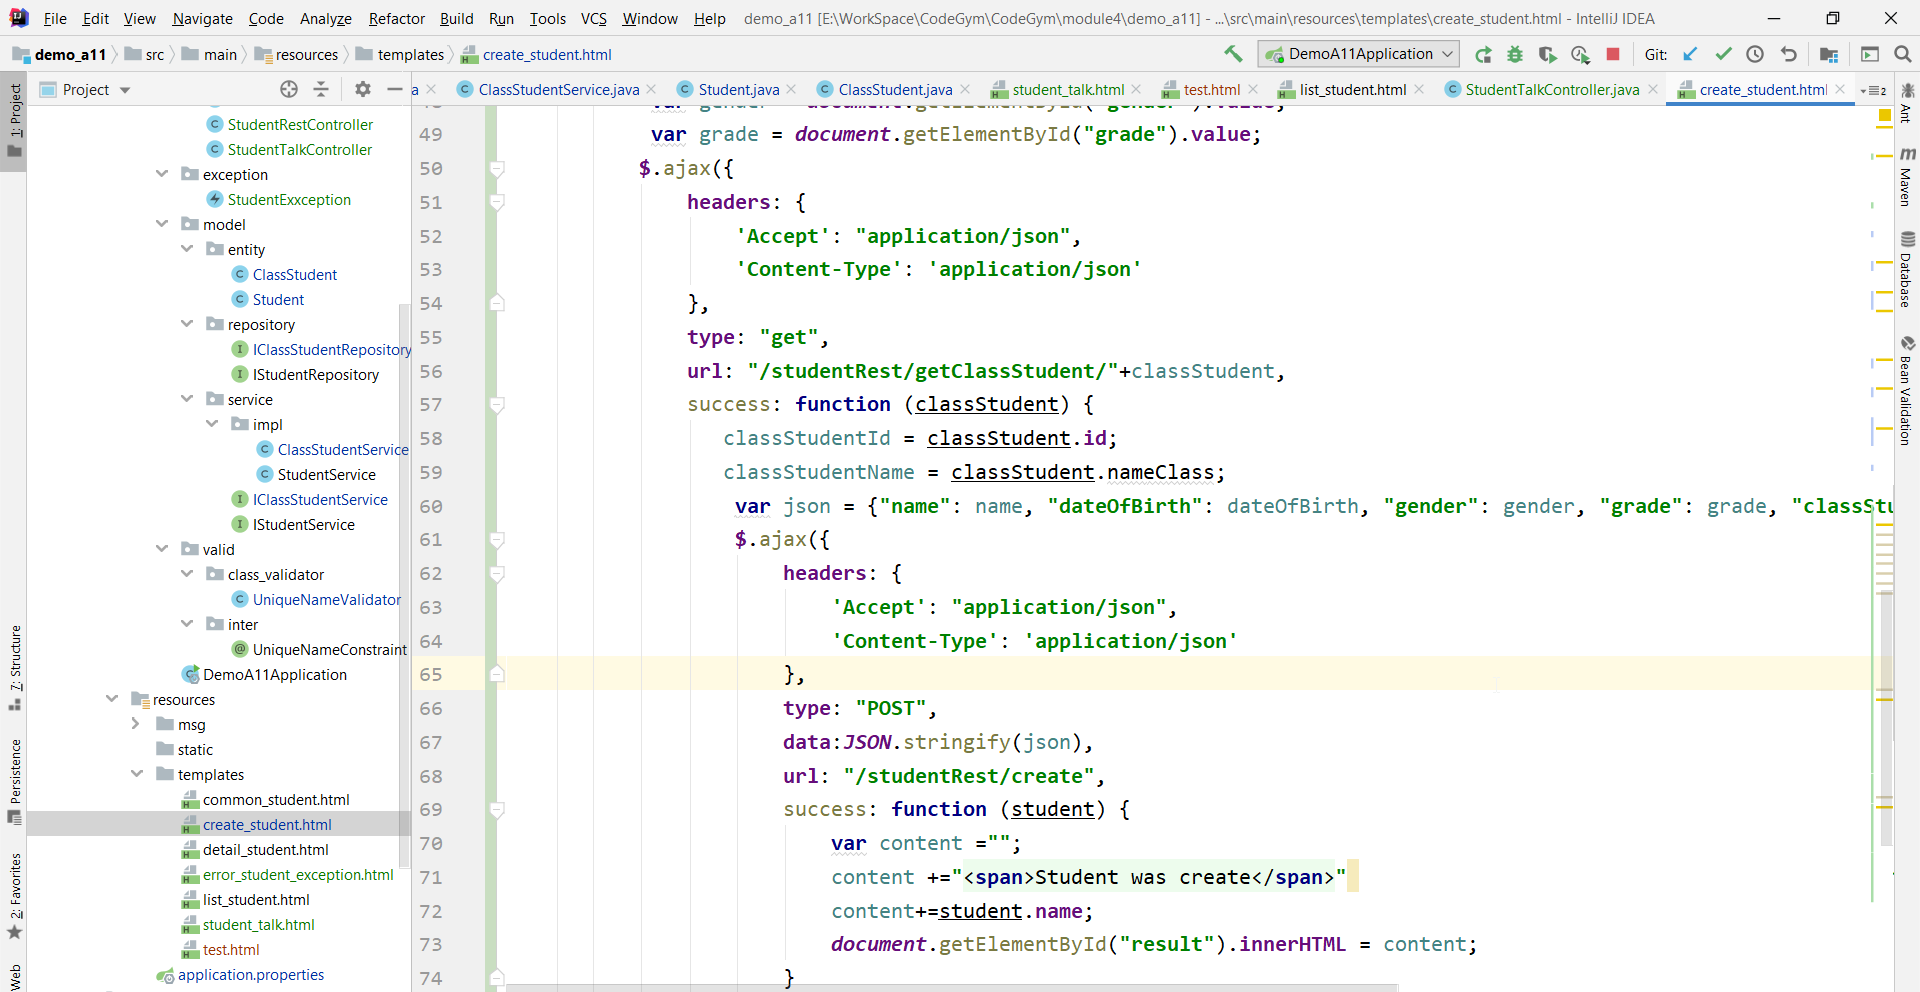 File Edit View Navigate Code Analyze Refactor Build Run Tools VCS Window Help demo_a11 [E:\WorkSpace\CodeGym\CodeGym\module4\demo_a11] - ...\src\main\resources\templates\create_student.html - IntelliJ IDEA
demo_a11 src main resources templates create_student.html DemoA11Application Git:
Project a ClassStudentService.java Student.java ClassStudent.java student_talk.html test.html list_student.html StudentTalkController.java create_student.html 2
1: Project
7: Structure
Persistence
2: Favorites
Web
StudentRestController
StudentTalkController
exception
StudentExxception
model
entity
ClassStudent
Student
repository
IClassStudentRepository
IStudentRepository
service
impl
ClassStudentService
StudentService
IClassStudentService
IStudentService
valid
class_validator
UniqueNameValidator
inter
UniqueNameConstraint
DemoA11Application
resources
msg
static
templates
common_student.html
create_student.html
detail_student.html
error_student_exception.html
list_student.html
student_talk.html
test.html
application.properties
48 var gender = document.getElementById("gender").value;
49 var grade = document.getElementById("grade").value;
50 $.ajax({
51 headers: {
52 'Accept': "application/json",
53 'Content-Type': 'application/json'
54 },
55 type: "get",
56 url: "/studentRest/getClassStudent/"+classStudent,
57 success: function (classStudent) {
58 classStudentId = classStudent.id;
59 classStudentName = classStudent.nameClass;
60 var json = {"name": name, "dateOfBirth": dateOfBirth, "gender": gender, "grade": grade, "classStu
61 $.ajax({
62 headers: {
63 'Accept': "application/json",
64 'Content-Type': 'application/json'
65 },
66 type: "POST",
67 data:JSON.stringify(json),
68 url: "/studentRest/create",
69 success: function (student) {
70 var content ="";
71 content +="<span>Student was create</span>"
72 content+=student.name;
73 document.getElementById("result").innerHTML = content;
74 }
Ant
Maven
Database
Bean Validation